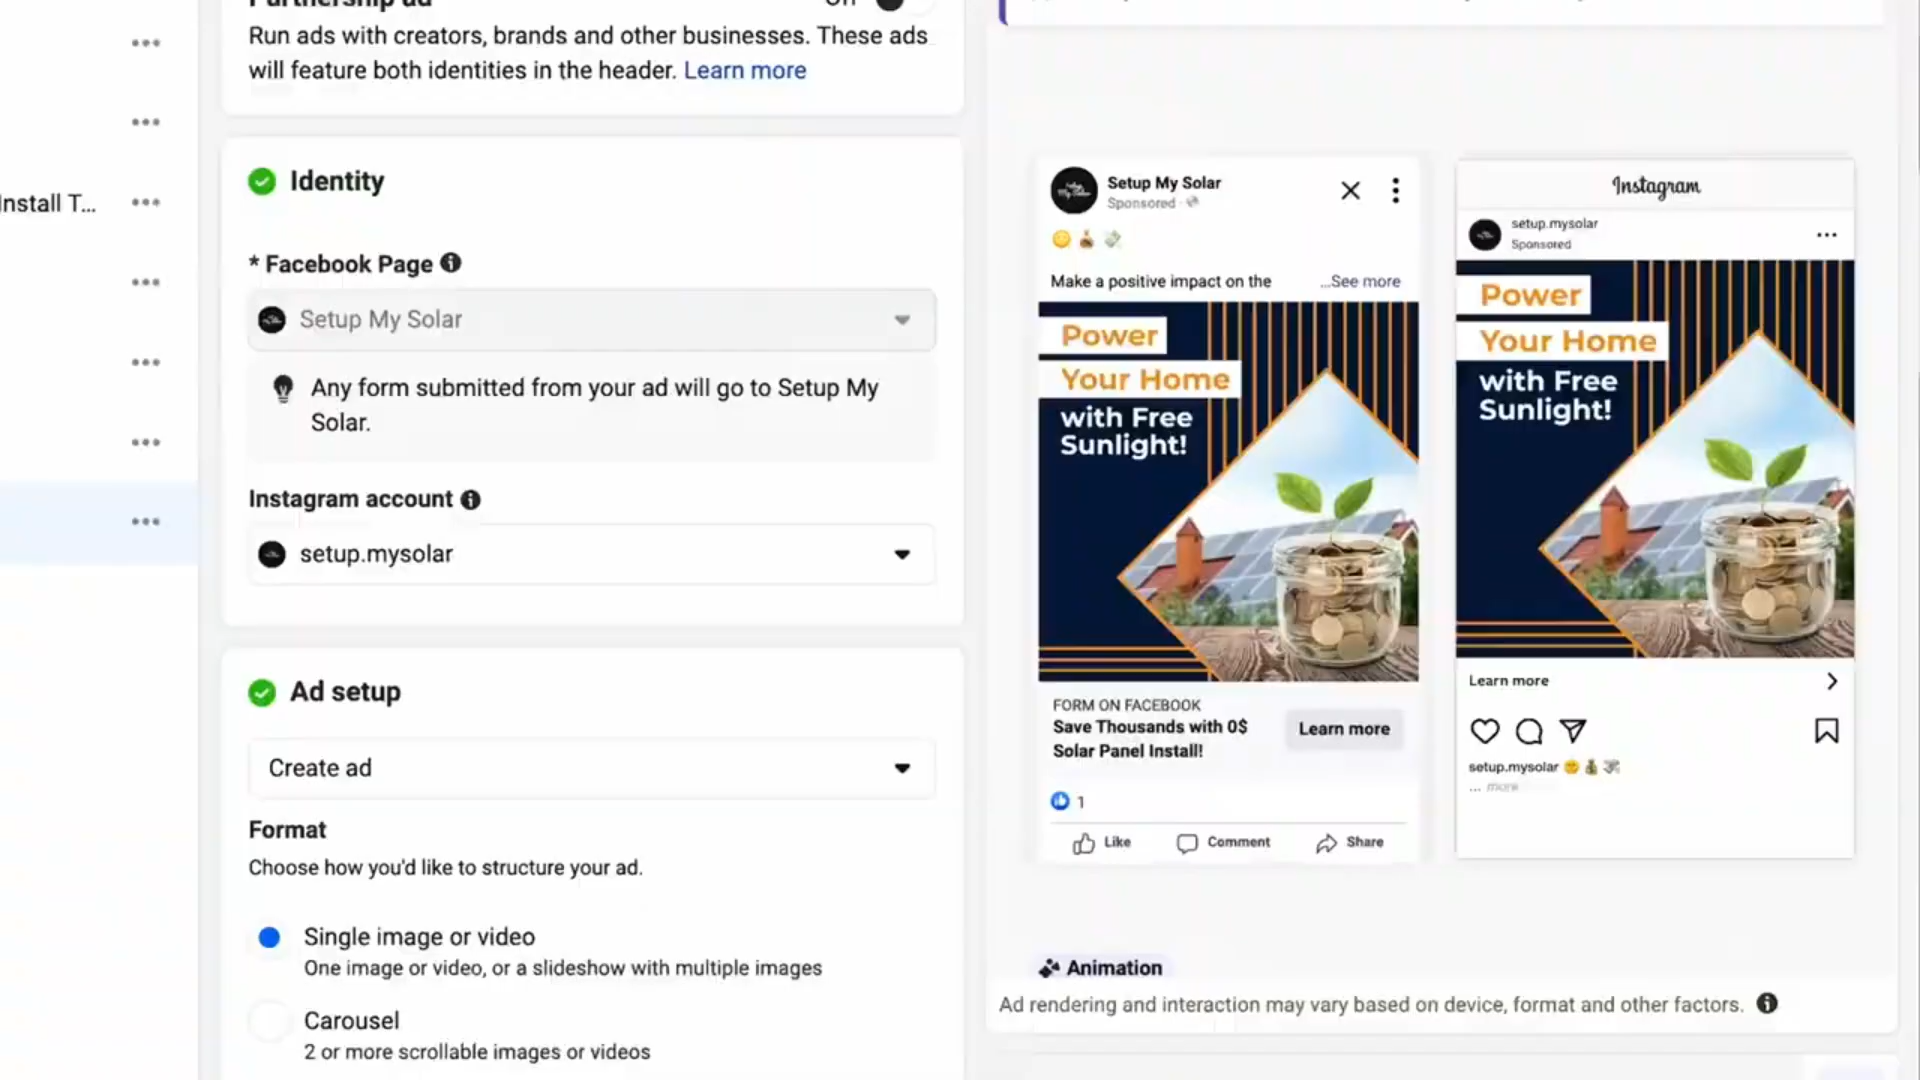 Partnership ad
Run ads with creators, brands and other businesses. These ads
will feature both identities in the header. Learn more
Identity
* Facebook Page
Setup My Solar
Any form submitted from your ad will go to Setup My
Solar.
Instagram account
setup.mysolar
Ad setup
Create ad
Format
Choose how you'd like to structure your ad.
Single image or video
One image or video, or a slideshow with multiple images
Carousel
2 or more scrollable images or videos
nstall T...
Setup My Solar
Sponsored
Make a positive impact on the ...See more
Power
Your Home
with Free
Sunlight!
FORM ON FACEBOOK
Save Thousands with 0$
Solar Panel Install!
Learn more
1
Like Comment Share
Instagram
setup.mysolar
Sponsored
Power
Your Home
with Free
Sunlight!
Learn more
setup.mysolar
... more
Animation
Ad rendering and interaction may vary based on device, format and other factors.